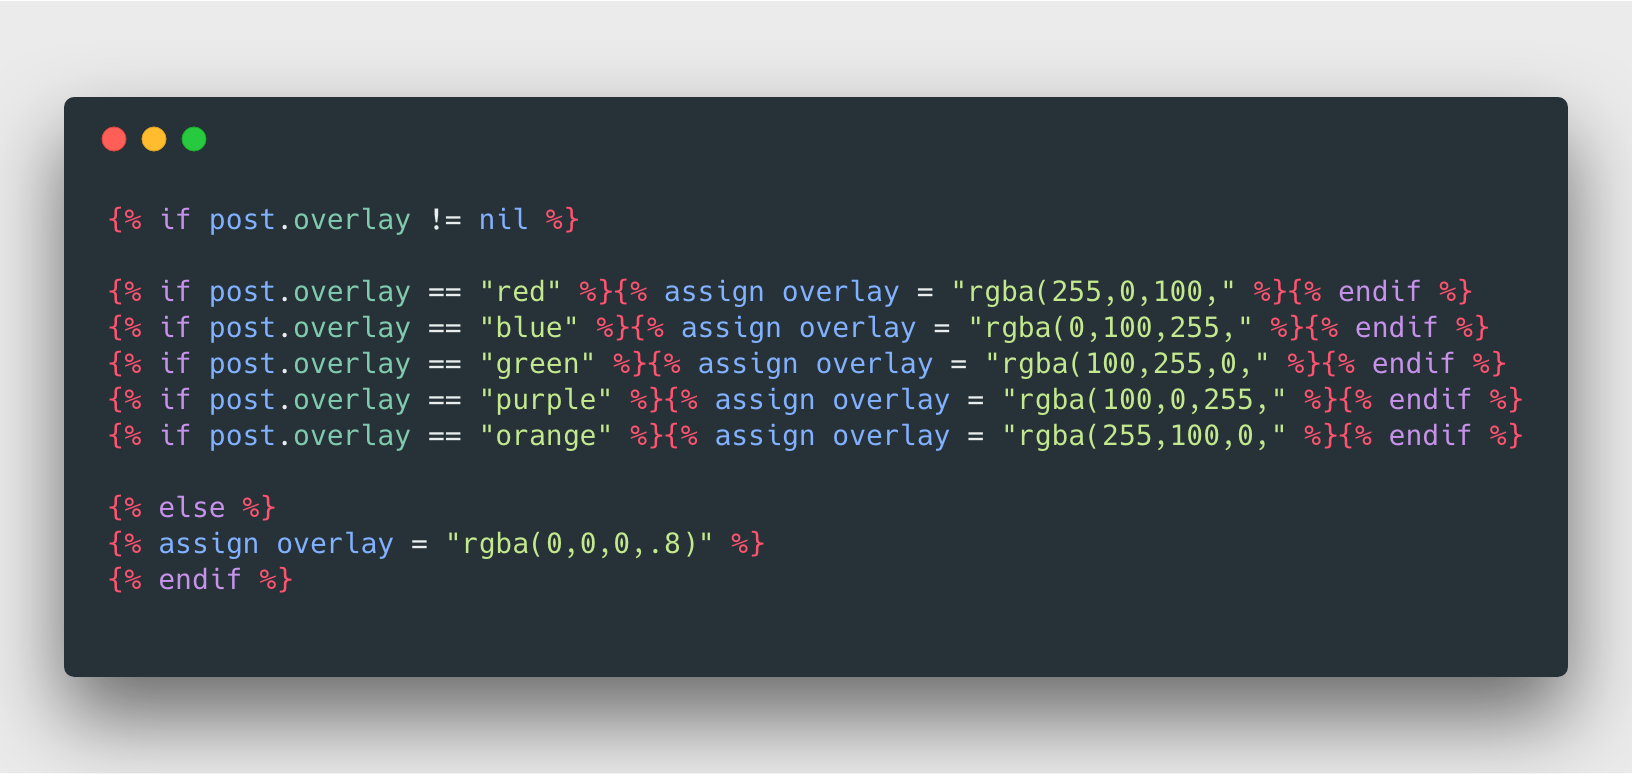 {% if post.overlay != nil %}
{% if post.overlay == "red" %}{% assign overlay = "rgba(255,0,100," %}{% endif %}
{% if post.overlay == "blue" %}{% assign overlay = "rgba(0,100,255," %}{% endif %}
{% if post.overlay == "green" %}{% assign overlay = "rgba(100,255,0," %}{% endif %}
{% if post.overlay == "purple" %}{% assign overlay = "rgba(100,0,255," %}{% endif %}
{% if post.overlay == "orange" %}{% assign overlay = "rgba(255,100,0," %}{% endif %}
{% else %}
{% assign overlay = "rgba(0,0,0,.8)" %}
{% endif %}